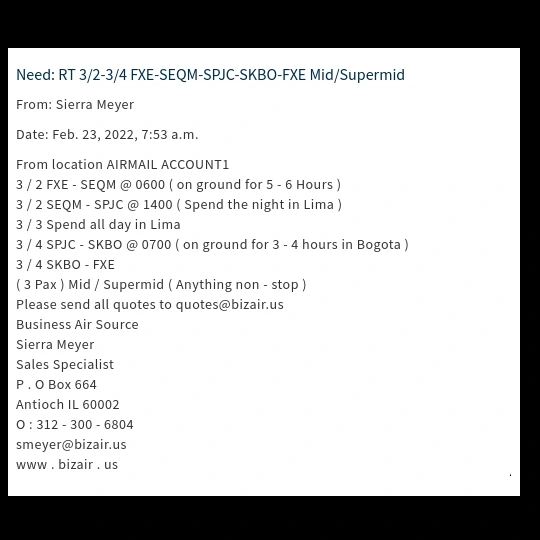 Need: RT 3/2-3/4 FXE-SEQM-SPJC-SKBO-FXE Mid/Supermid
From: Sierra Meyer
Date: Feb. 23, 2022, 7:53 a.m.
From location AIRMAIL ACCOUNT1
3 / 2 FXE - SEQM @ 0600 ( on ground for 5 - 6 Hours )
3 / 2 SEQM - SPJC @ 1400 ( Spend the night in Lima )
3 / 3 Spend all day in Lima
3 / 4 SPJC - SKBO @ 0700 ( on ground for 3 - 4 hours in Bogota )
3 / 4 SKBO - FXE
( 3 Pax ) Mid / Supermid ( Anything non - stop )
Please send all quotes to quotes@bizair.us
Business Air Source
Sierra Meyer
Sales Specialist
P . O Box 664
Antioch IL 60002
O : 312 - 300 - 6804
smeyer@bizair.us
www . bizair . us
.